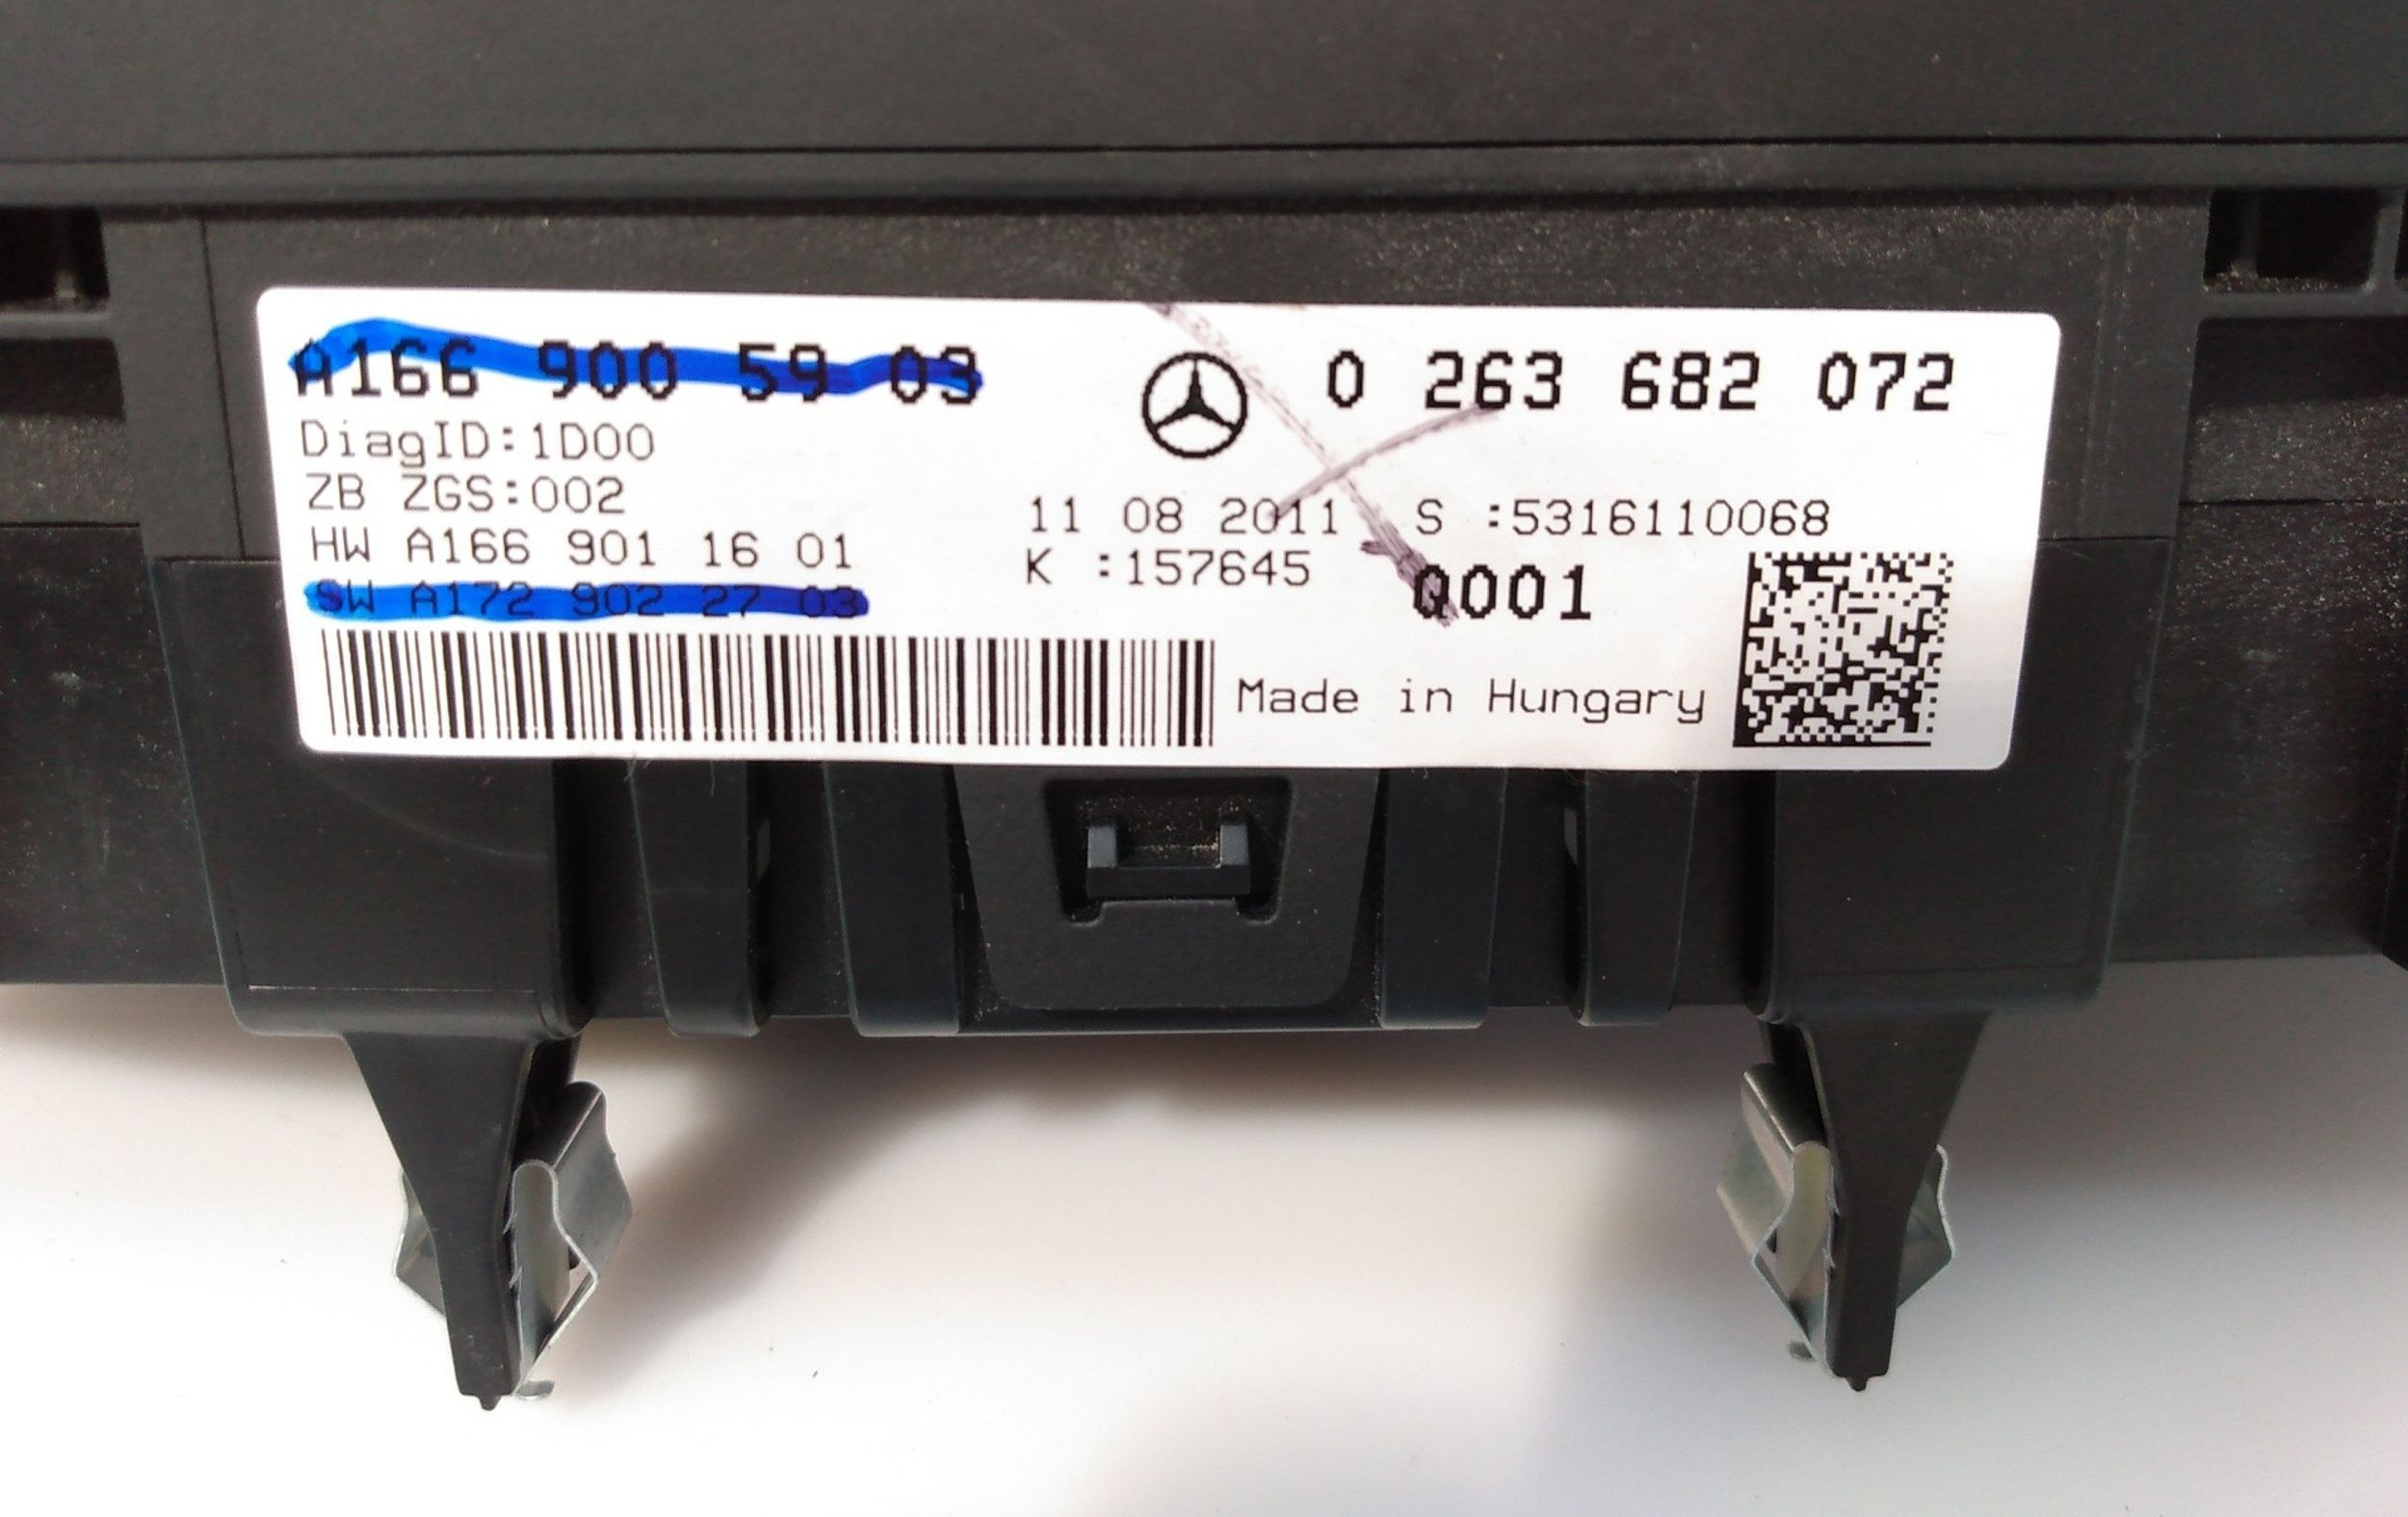 A166 900 59 03
DiagID:1D00
ZB ZGS:002
HW A166 901 16 01
SW A172 902 27 03
0 263 682 072
11 08 2011 S :5316110068
K :157645
Q001
Made in Hungary